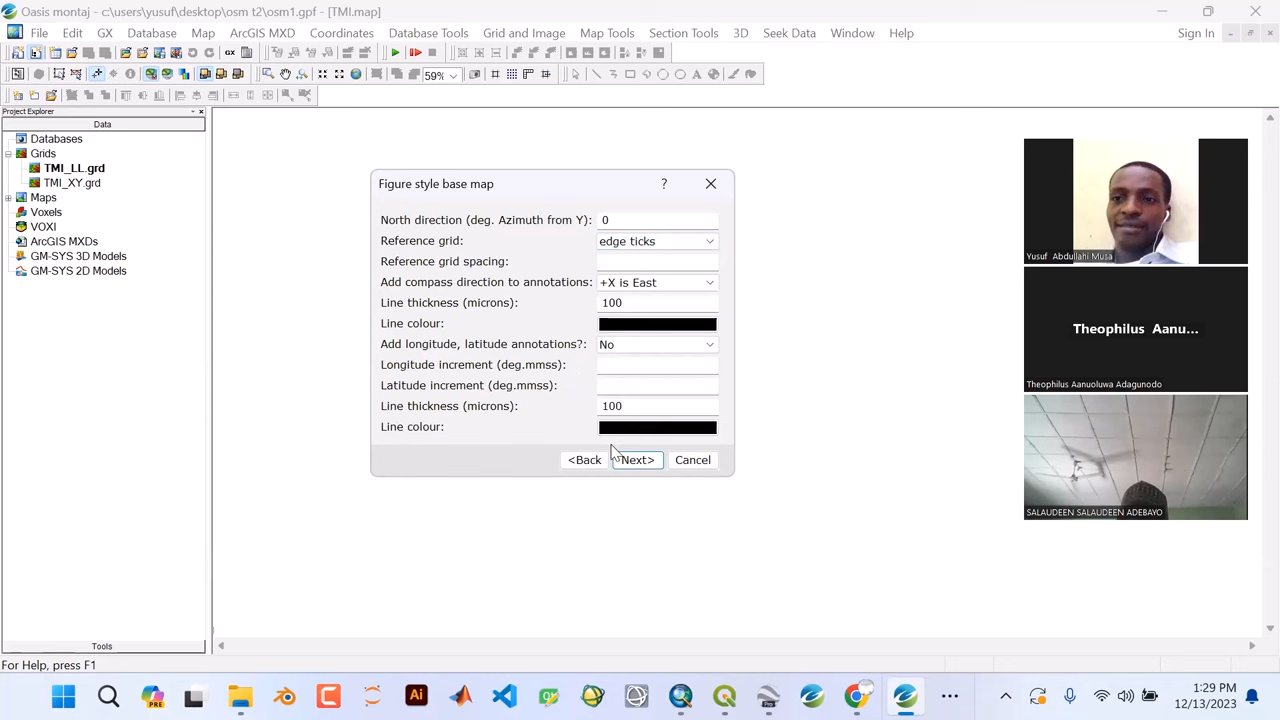 Oasis montaj - c:\users\yusuf\desktop\osm t2\osm1.gpf - [TMI.map]
File Edit GX Database Map ArcGIS MXD Coordinates Database Tools Grid and Image Map Tools Section Tools 3D Seek Data Window Help Sign In
GX
59%
Project Explorer
Data
Databases
Grids
TMI_LL.grd
TMI_XY.grd
Maps
Voxels
VOXI
ArcGIS MXDs
GM-SYS 3D Models
GM-SYS 2D Models
Tools
Figure style base map ?
North direction (deg. Azimuth from Y): 0
Reference grid: edge ticks
Reference grid spacing:
Add compass direction to annotations: +X is East
Line thickness (microns): 100
Line colour:
Add longitude, latitude annotations?: No
Longitude increment (deg.mmss):
Latitude increment (deg.mmss):
Line thickness (microns): 100
Line colour:
<Back Next> Cancel
Yusuf Abdullahi Musa
Theophilus Aanu...
Theophilus Aanuoluwa Adagunodo
SALAUDEEN SALAUDEEN ADEBAYO
For Help, press F1
PRE
Ai
1:29 PM
12/13/2023